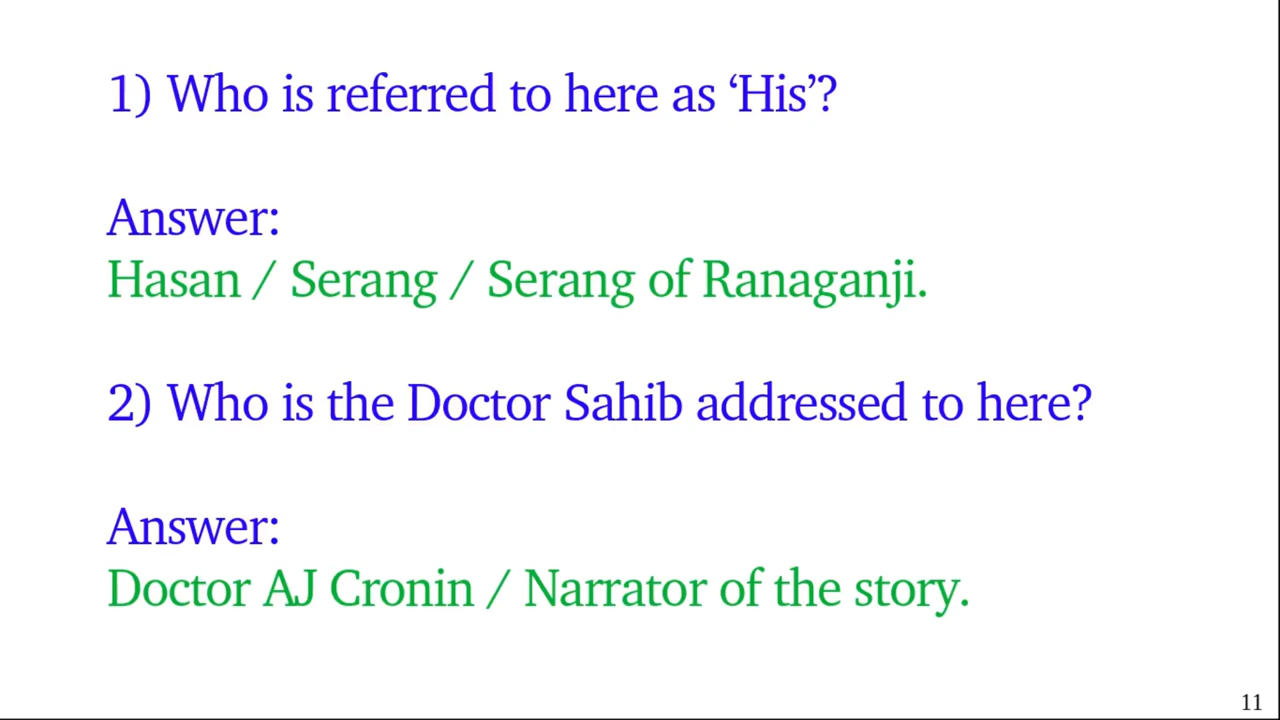 1) Who is referred to here as ‘His’?
Answer:
Hasan / Serang / Serang of Ranaganji.
2) Who is the Doctor Sahib addressed to here?
Answer:
Doctor AJ Cronin / Narrator of the story.
11